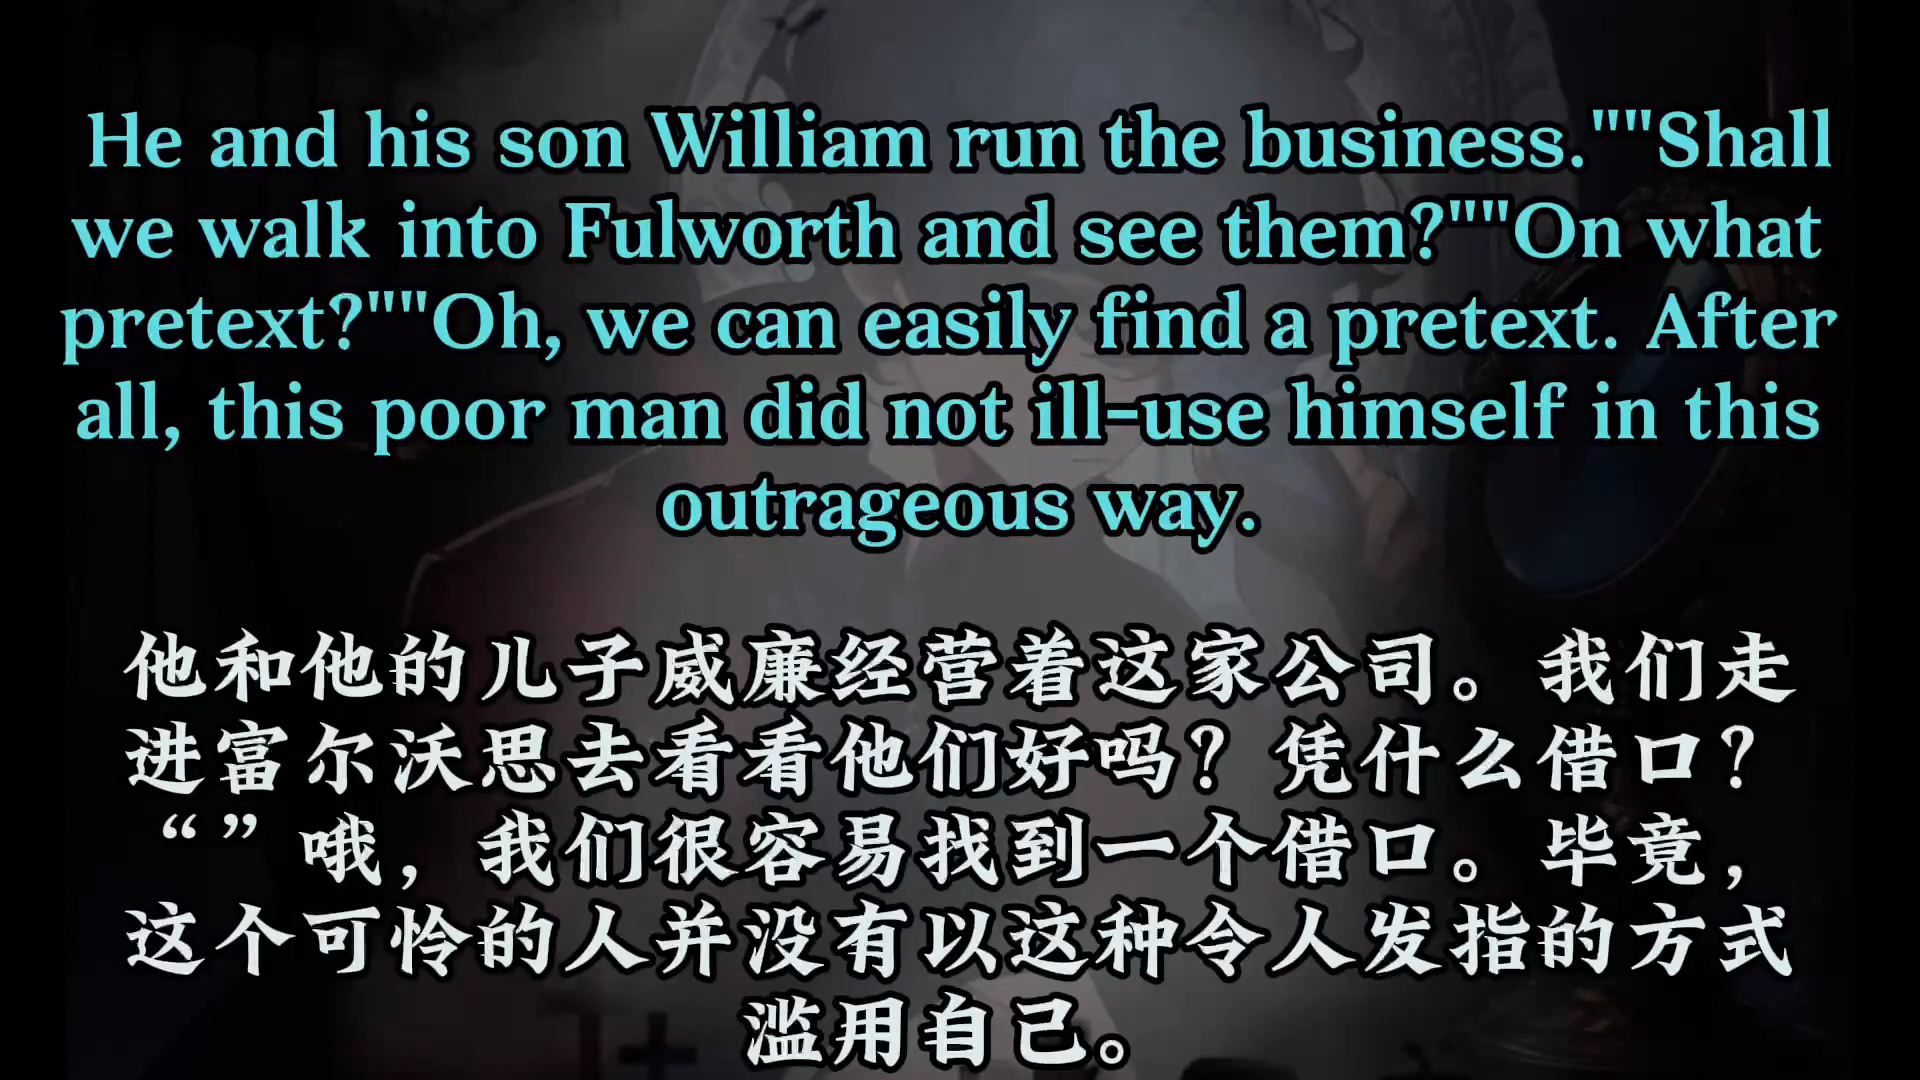 He and his son William run the business.""Shall
we walk into Fulworth and see them?""On what
pretext?""Oh, we can easily find a pretext. After
all, this poor man did not ill-use himself in this
outrageous way.
他和他的儿子威廉经营着这家公司。我们走
进富尔沃思去看看他们好吗？凭什么借口？
“”哦，我们很容易找到一个借口。毕竟，
这个可怜的人并没有以这种令人发指的方式
滥用自己。